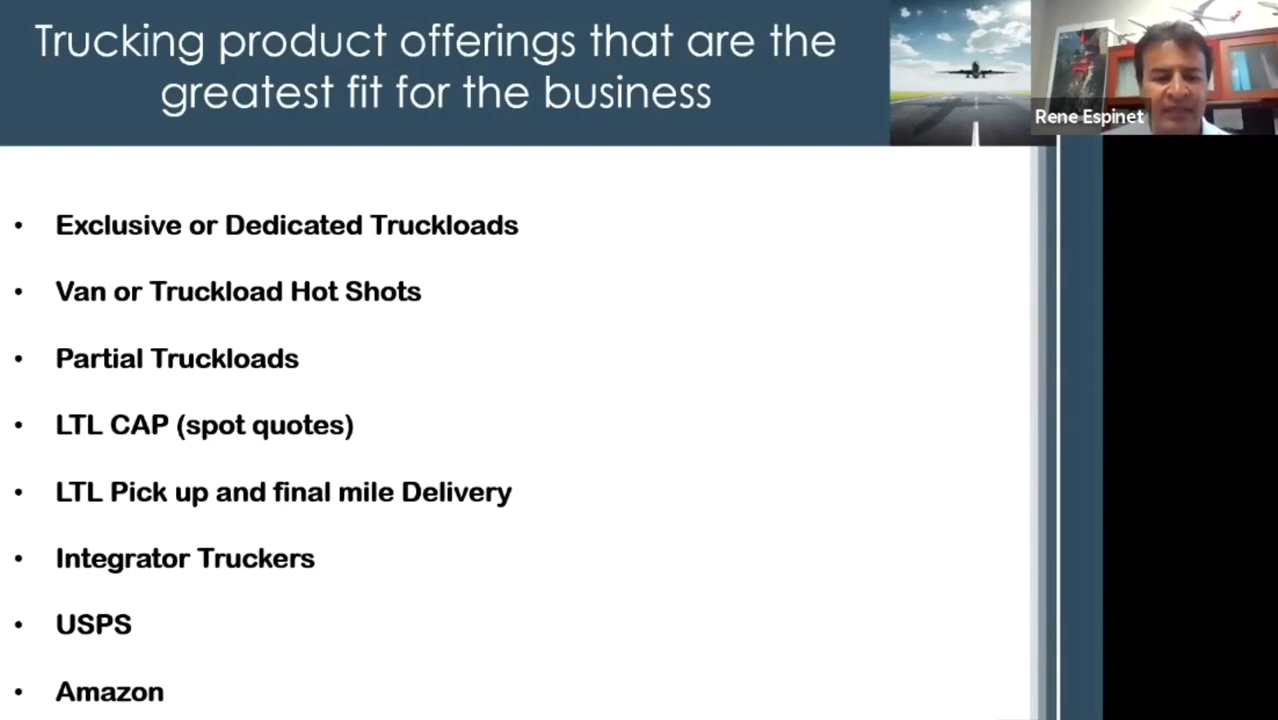 Trucking product offerings that are the
greatest fit for the business
Rene Espinet
• Exclusive or Dedicated Truckloads
• Van or Truckload Hot Shots
• Partial Truckloads
• LTL CAP (spot quotes)
• LTL Pick up and final mile Delivery
• Integrator Truckers
• USPS
• Amazon